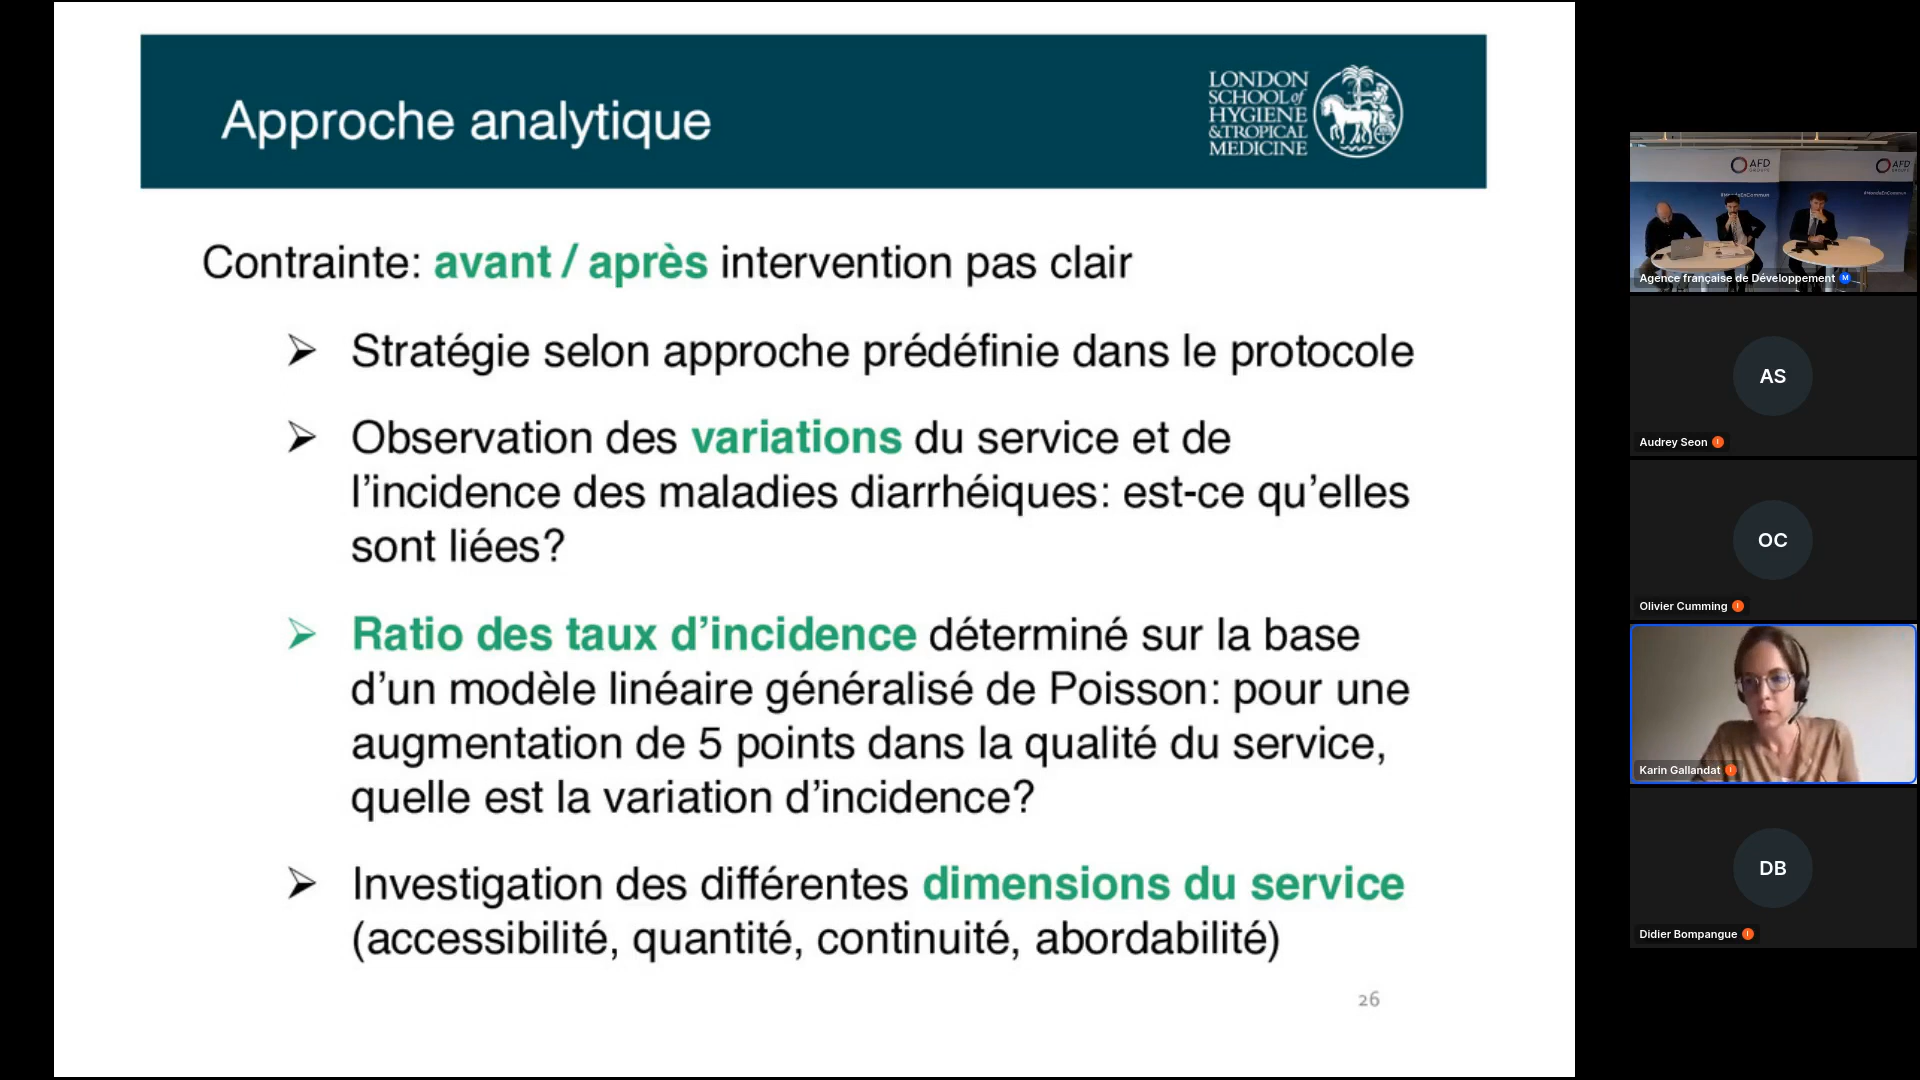 Approche analytique
LONDON
SCHOOL of
HYGIENE
& TROPICAL
MEDICINE
Contrainte: avant / après intervention pas clair
➢ Stratégie selon approche prédéfinie dans le protocole
➢ Observation des variations du service et de
l’incidence des maladies diarrhéiques: est-ce qu’elles
sont liées?
➢ Ratio des taux d’incidence déterminé sur la base
d’un modèle linéaire généralisé de Poisson: pour une
augmentation de 5 points dans la qualité du service,
quelle est la variation d’incidence?
➢ Investigation des différentes dimensions du service
(accessibilité, quantité, continuité, abordabilité)
26
AFD
GROUPE
#MondeEnCommun
AFD
#MondeEnCommun
Agence française de Développement M
AS
Audrey Seon
OC
Olivier Cumming
Karin Gallandat
DB
Didier Bompangue